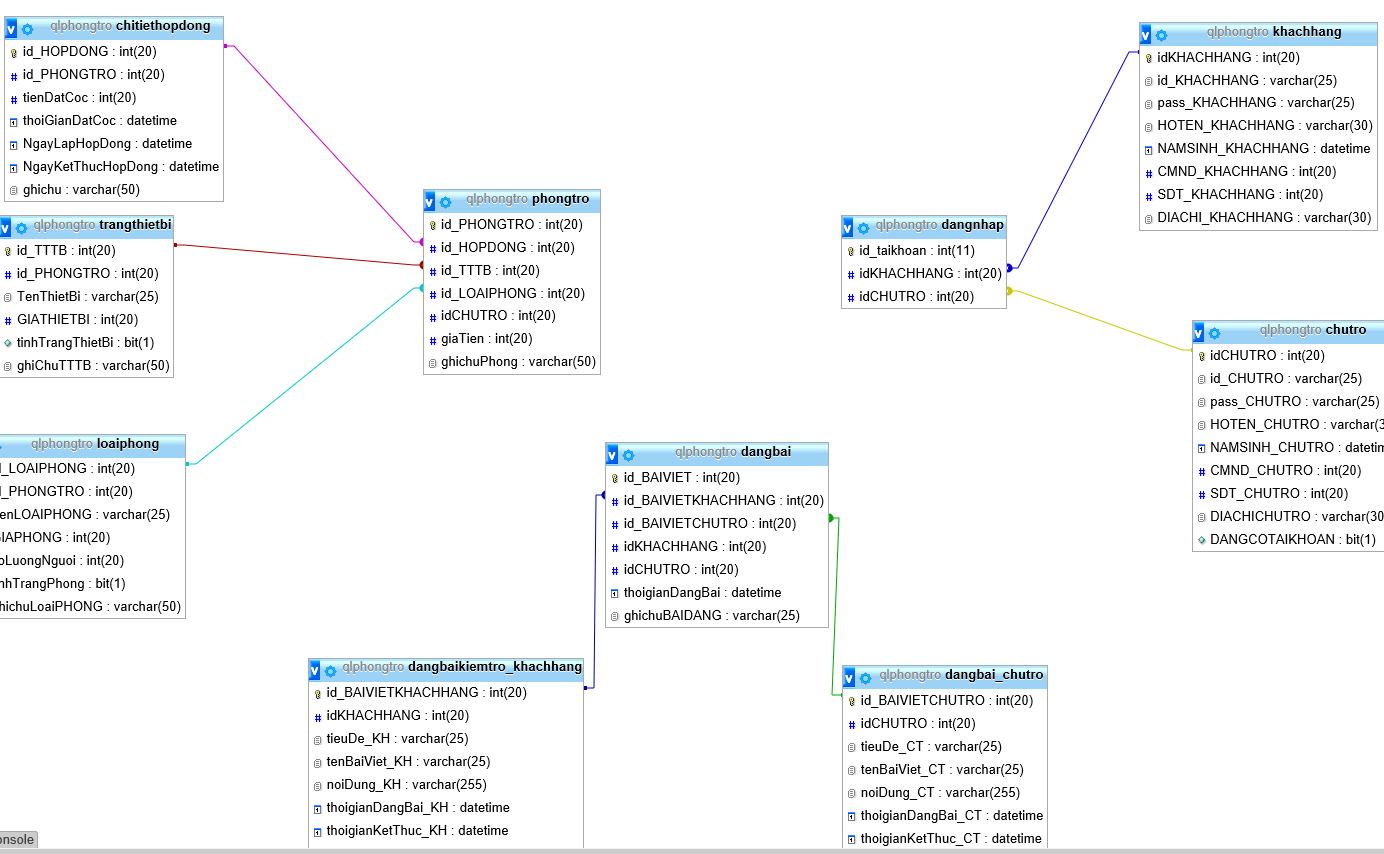 qlphongtro chitiethopdong
id_HOPDONG : int(20)
id_PHONGTRO : int(20)
tienDatCoc : int(20)
thoiGianDatCoc : datetime
NgayLapHopDong : datetime
NgayKetThucHopDong : datetime
ghichu : varchar(50)
qlphongtro trangthietbi
id_TTTB : int(20)
id_PHONGTRO : int(20)
TenThietBi : varchar(25)
GIATHIETBI : int(20)
tinhTrangThietBi : bit(1)
ghiChuTTTB : varchar(50)
qlphongtro loaiphong
_LOAIPHONG : int(20)
_PHONGTRO : int(20)
enLOAIPHONG : varchar(25)
IAPHONG : int(20)
oLuongNguoi : int(20)
nhTrangPhong : bit(1)
hichuLoaiPHONG : varchar(50)
qlphongtro phongtro
id_PHONGTRO : int(20)
id_HOPDONG : int(20)
id_TTTB : int(20)
id_LOAIPHONG : int(20)
idCHUTRO : int(20)
giaTien : int(20)
ghichuPhong : varchar(50)
qlphongtro dangnhap
id_taikhoan : int(11)
idKHACHHANG : int(20)
idCHUTRO : int(20)
qlphongtro khachhang
idKHACHHANG : int(20)
id_KHACHHANG : varchar(25)
pass_KHACHHANG : varchar(25)
HOTEN_KHACHHANG : varchar(30)
NAMSINH_KHACHHANG : datetime
CMND_KHACHHANG : int(20)
SDT_KHACHHANG : int(20)
DIACHI_KHACHHANG : varchar(30)
qlphongtro chutro
idCHUTRO : int(20)
id_CHUTRO : varchar(25)
pass_CHUTRO : varchar(25)
HOTEN_CHUTRO : varchar(3
NAMSINH_CHUTRO : datetim
CMND_CHUTRO : int(20)
SDT_CHUTRO : int(20)
DIACHICHUTRO : varchar(30
DANGCOTAIKHOAN : bit(1)
qlphongtro dangbai
id_BAIVIET : int(20)
id_BAIVIETKHACHHANG : int(20)
id_BAIVIETCHUTRO : int(20)
idKHACHHANG : int(20)
idCHUTRO : int(20)
thoigianDangBai : datetime
ghichuBAIDANG : varchar(25)
qlphongtro dangbaikiemtro_khachhang
id_BAIVIETKHACHHANG : int(20)
idKHACHHANG : int(20)
tieuDe_KH : varchar(25)
tenBaiViet_KH : varchar(25)
noiDung_KH : varchar(255)
thoigianDangBai_KH : datetime
thoigianKetThuc_KH : datetime
qlphongtro dangbai_chutro
id_BAIVIETCHUTRO : int(20)
idCHUTRO : int(20)
tieuDe_CT : varchar(25)
tenBaiViet_CT : varchar(25)
noiDung_CT : varchar(255)
thoigianDangBai_CT : datetime
thoigianKetThuc_CT : datetime
onsole